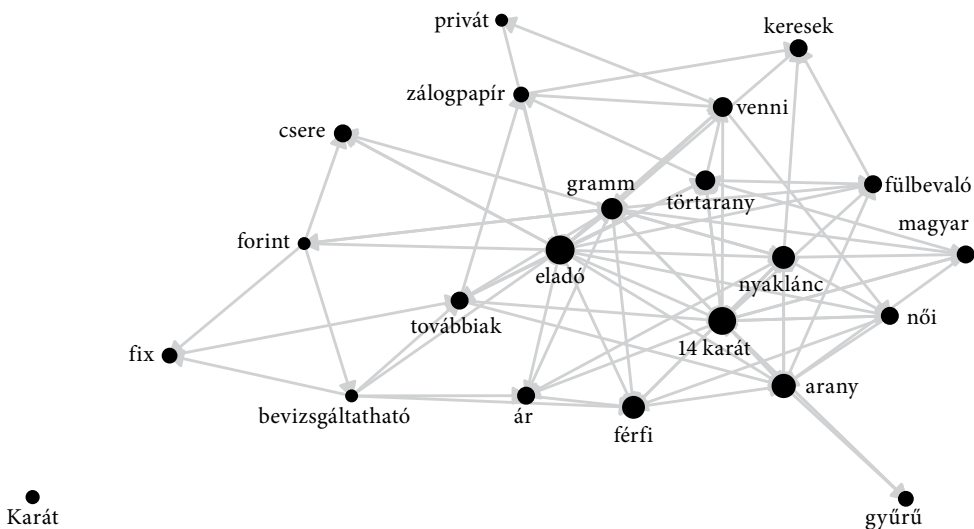 privát
keresek
zálogpapír
venni
csere
gramm
törtarany
fülbevaló
magyar
forint
eladó
nyaklánc
továbbiak
14 karát
női
fix
bevizsgáltatható
ár
férfi
arany
Karát
gyűrű